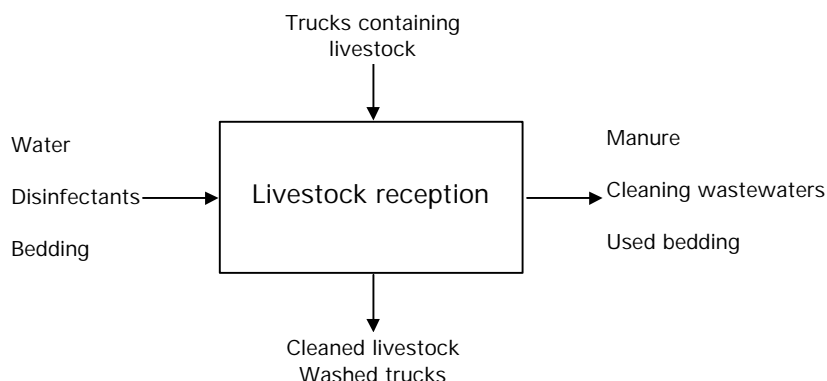 Trucks containing
livestock
Water
Disinfectants
Bedding
Livestock reception
Manure
Cleaning wastewaters
Used bedding
Cleaned livestock
Washed trucks